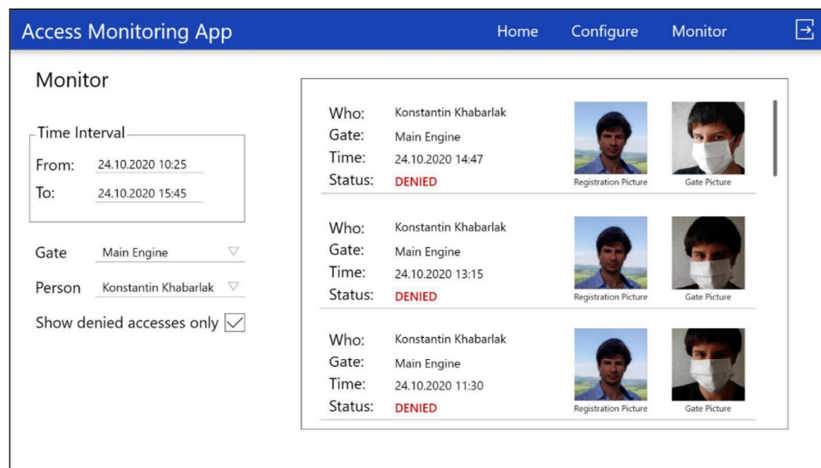 Access Monitoring App
Home Configure Monitor
Monitor
Time Interval
From: 24.10.2020 10:25
To: 24.10.2020 15:45
Gate Main Engine
Person Konstantin Khabarlak
Show denied accesses only
Who: Konstantin Khabarlak
Gate: Main Engine
Time: 24.10.2020 14:47
Status: DENIED
Registration Picture Gate Picture
Who: Konstantin Khabarlak
Gate: Main Engine
Time: 24.10.2020 13:15
Status: DENIED
Registration Picture Gate Picture
Who: Konstantin Khabarlak
Gate: Main Engine
Time: 24.10.2020 11:30
Status: DENIED
Registration Picture Gate Picture